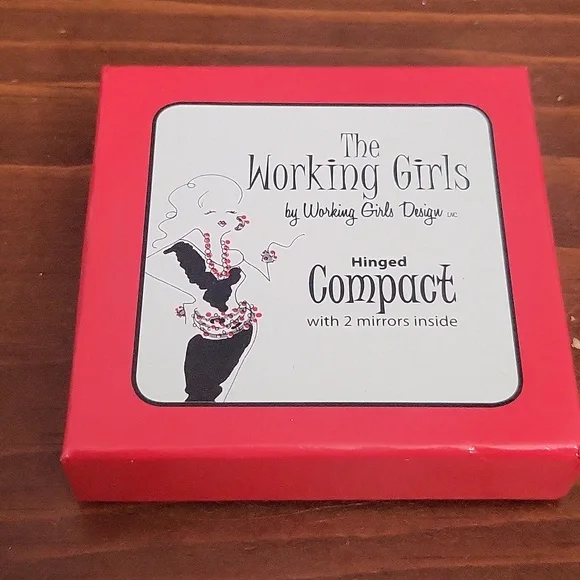 The
Working Girls
by Working Girls Design LLC
Hinged
Compact
with 2 mirrors inside